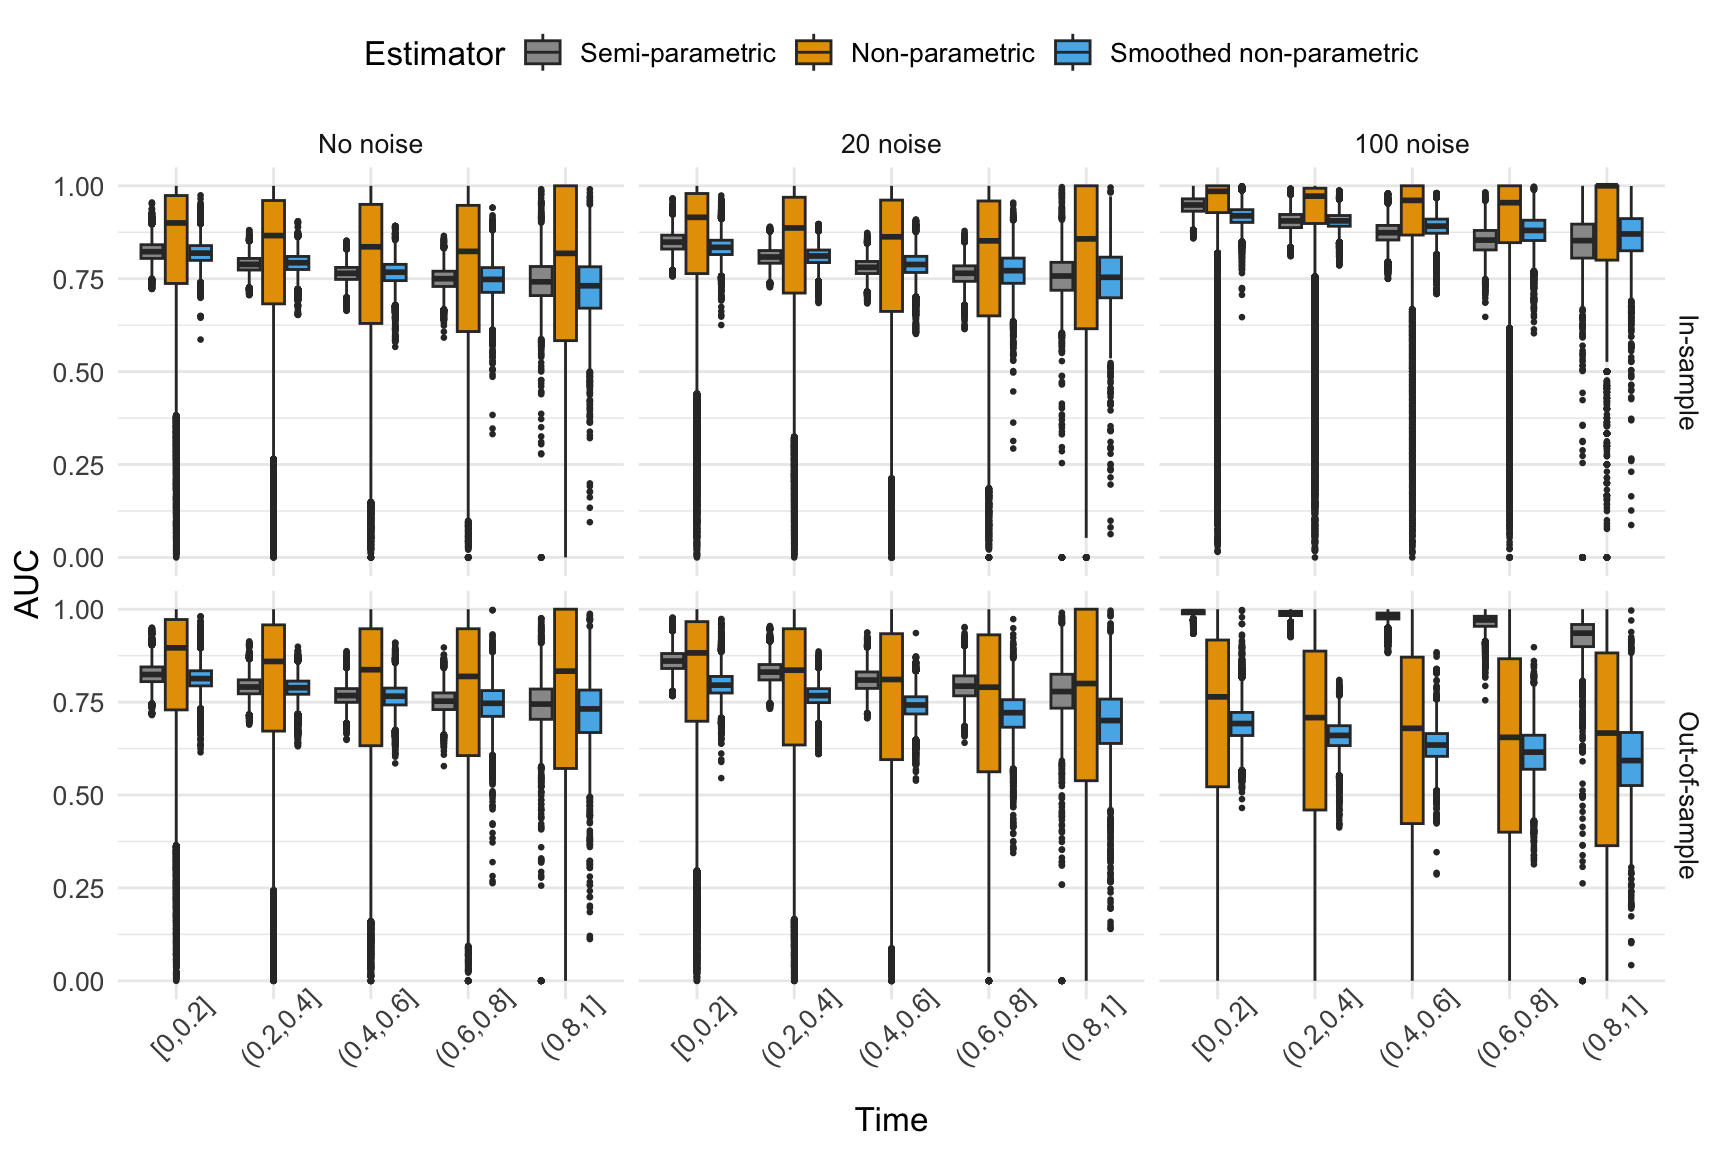 Estimator Semi-parametric Non-parametric Smoothed non-parametric
No noise 20 noise 100 noise
1.00
0.75
0.50
0.25
0.00
In-sample
AUC
1.00
0.75
0.50
0.25
0.00
Out-of-sample
[0,0.2] (0.2,0.4] (0.4,0.6] (0.6,0.8] (0.8,1] [0,0.2] (0.2,0.4] (0.4,0.6] (0.6,0.8] (0.8,1] [0,0.2] (0.2,0.4] (0.4,0.6] (0.6,0.8] (0.8,1]
Time